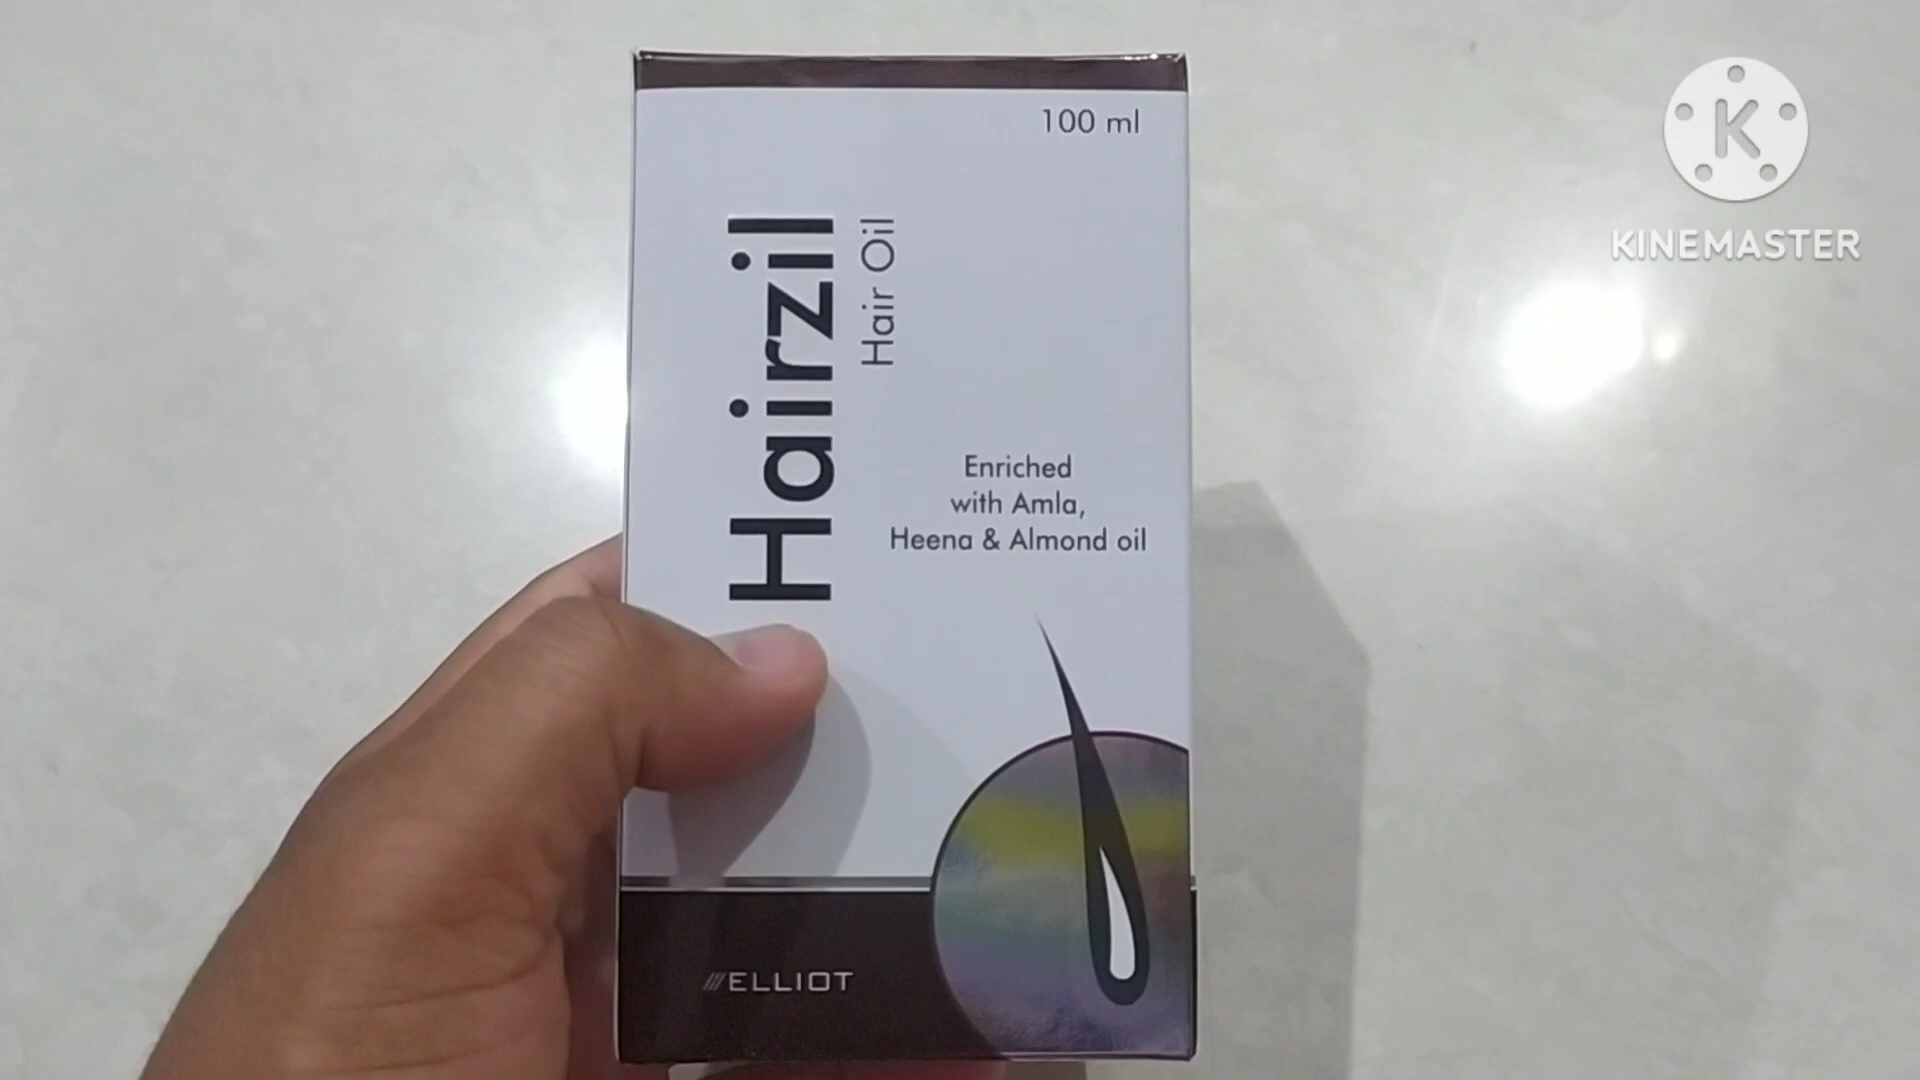 100 ml
Hairzil
Hair Oil
Enriched
with Amla,
Heena & Almond oil
ELLIOT
K
KINEMASTER